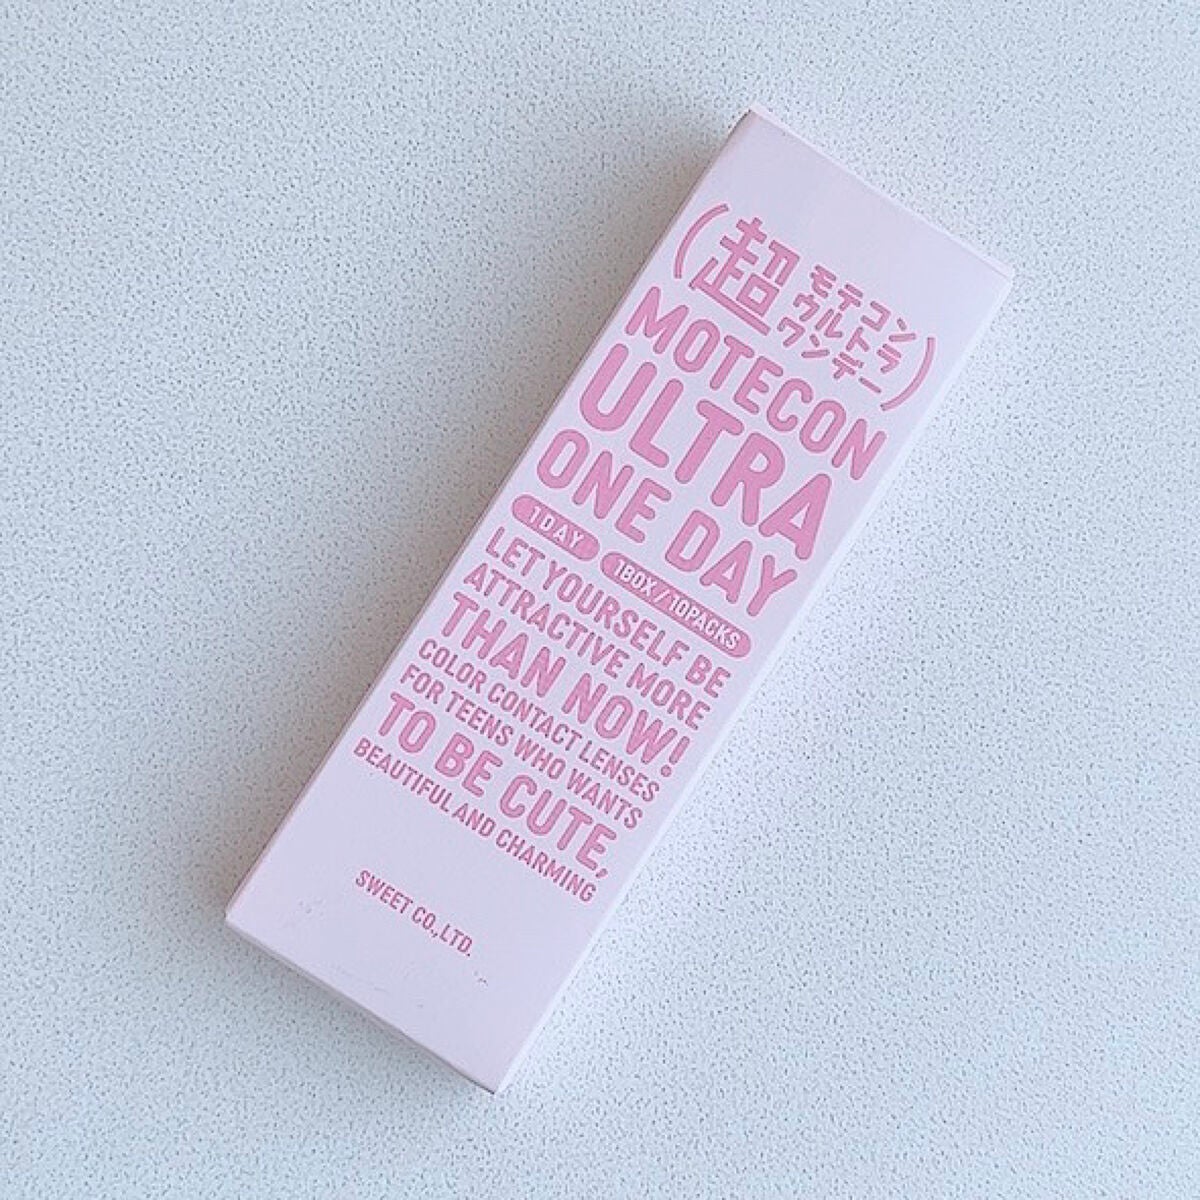 (超 モテコン
ウルトラ
ワンデー)
MOTECON
ULTRA
ONE DAY
1DAY 1BOX/10PACKS
LET YOURSELF BE
ATTRACTIVE MORE
THAN NOW!
COLOR CONTACT LENSES
FOR TEENS WHO WANTS
TO BE CUTE,
BEAUTIFUL AND CHARMING
SWEET CO.,LTD.